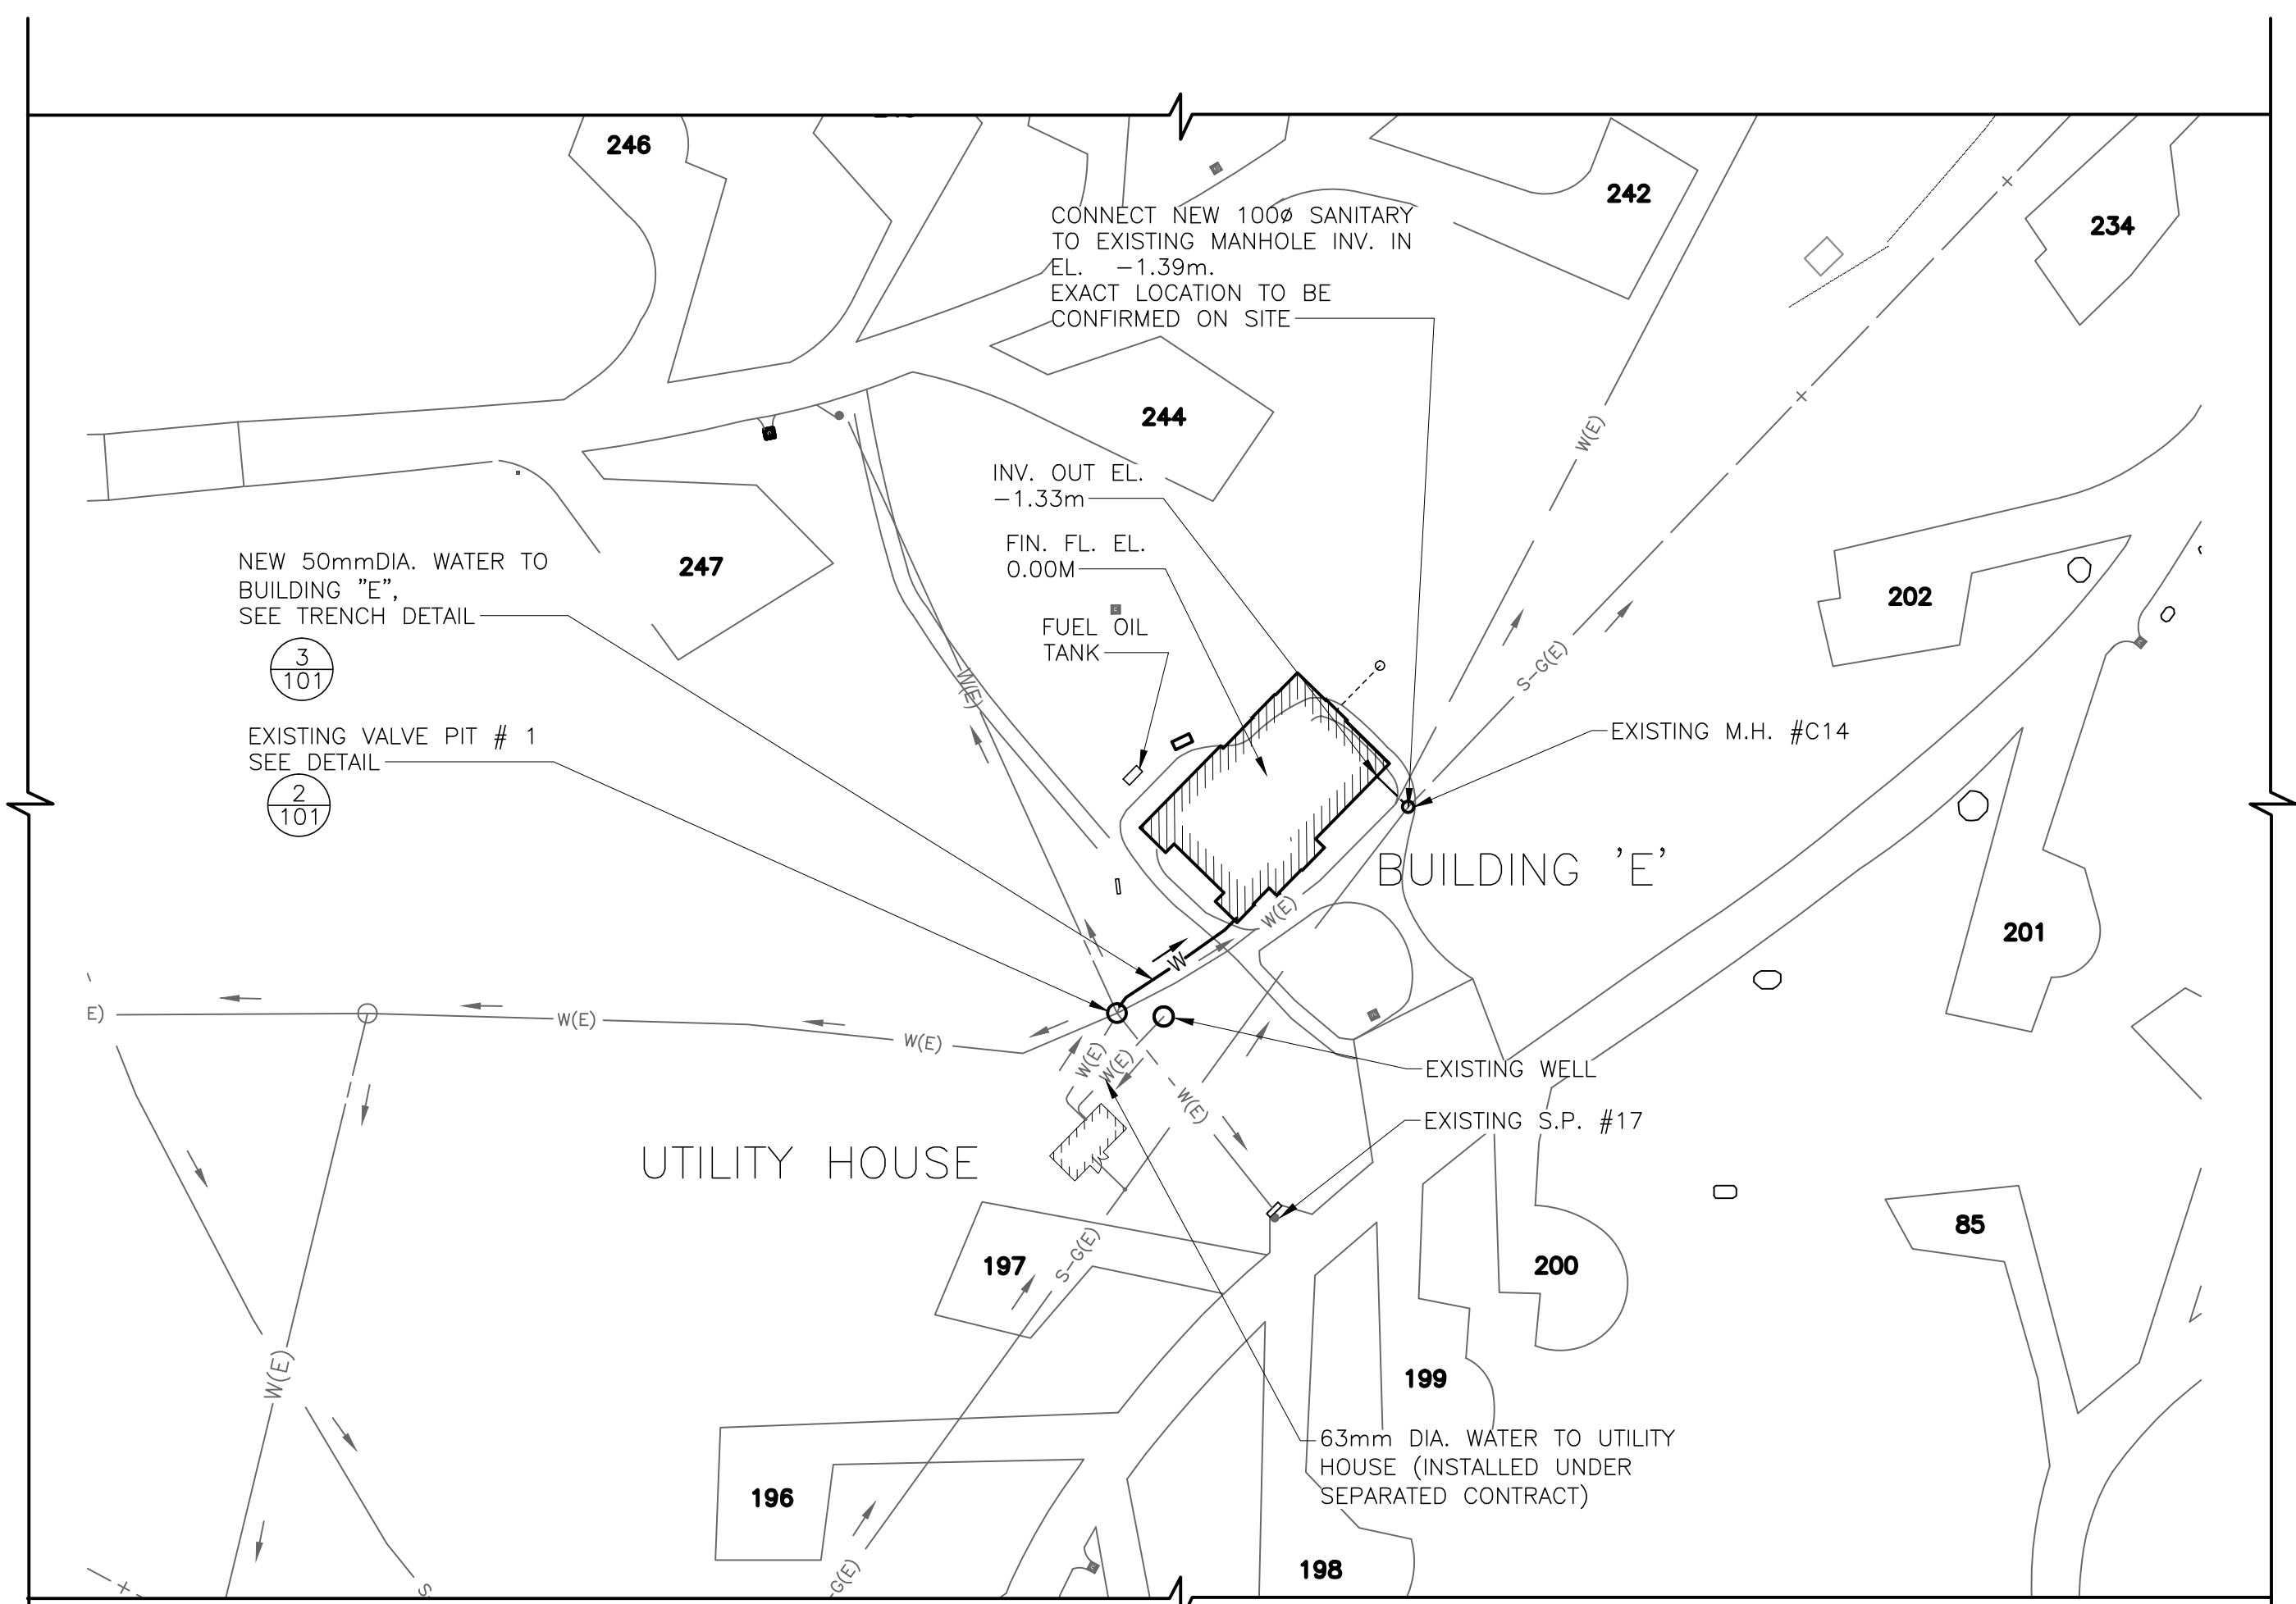 246
242
234
CONNECT NEW 100ø SANITARY
TO EXISTING MANHOLE INV. IN
EL. -1.39m.
EXACT LOCATION TO BE
CONFIRMED ON SITE
244
W(E)
INV. OUT EL.
-1.33m
FIN. FL. EL.
0.00M
FUEL OIL
TANK
NEW 50mmDIA. WATER TO
BUILDING "E",
SEE TRENCH DETAIL
3
101
247
202
S-G(E)
W(E)
EXISTING VALVE PIT # 1
SEE DETAIL
2
101
EXISTING M.H. #C14
BUILDING 'E'
W(E)
201
W
E)
W(E)
W(E)
W(E)
W(E)
W(E)
EXISTING WELL
EXISTING S.P. #17
UTILITY HOUSE
85
197
S-G(E)
200
W(E)
199
63mm DIA. WATER TO UTILITY
HOUSE (INSTALLED UNDER
SEPARATED CONTRACT)
196
198
-G(E)
S